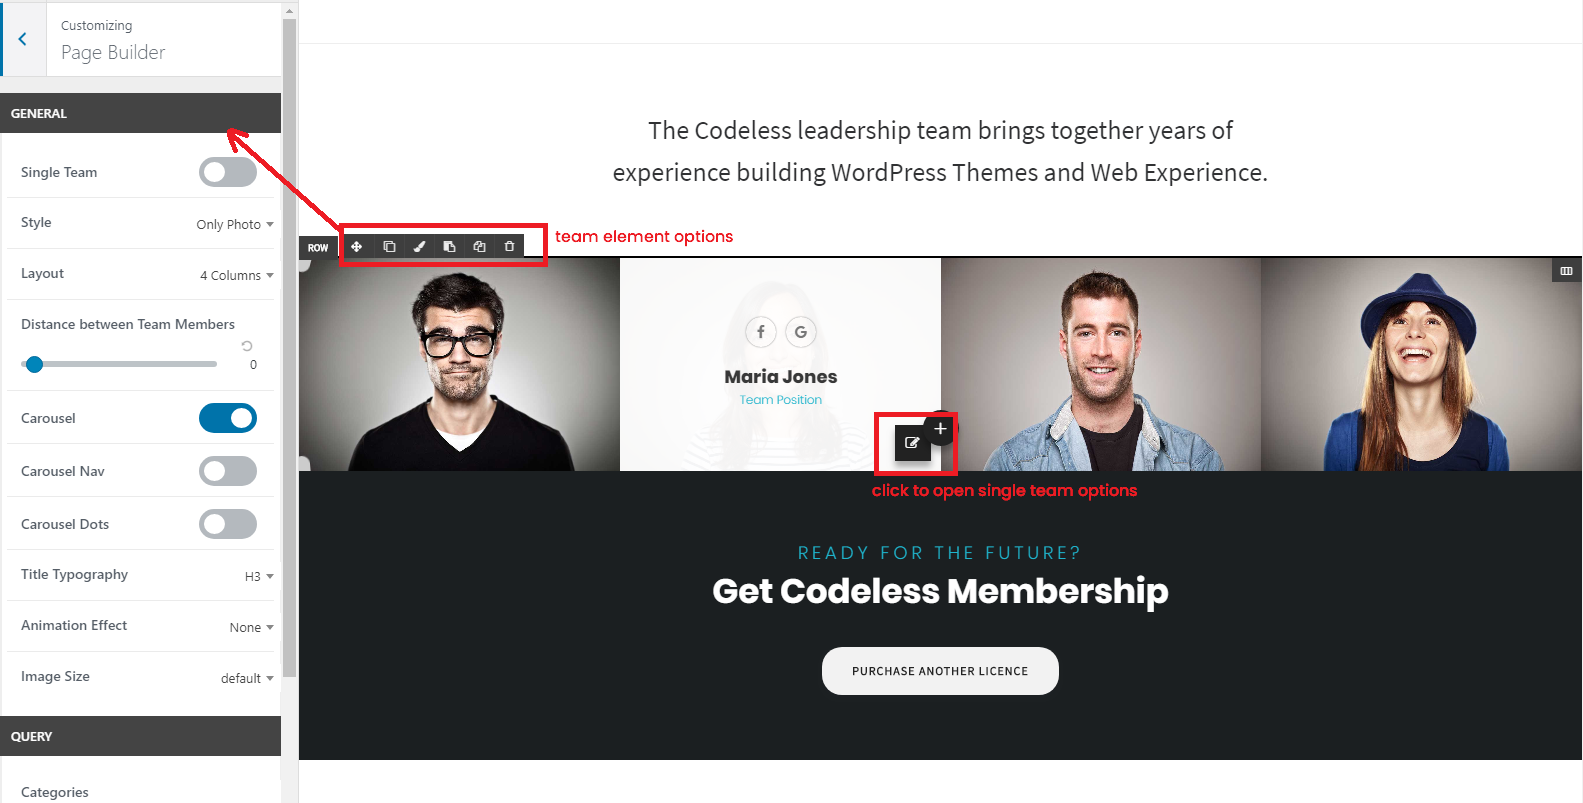 Customizing
Page Builder
GENERAL
Single Team
Style
Only Photo
Layout
4 Columns
Distance between Team Members
0
Carousel
Carousel Nav
Carousel Dots
Title Typography
H3
Animation Effect
None
Image Size
default
QUERY
Categories
The Codeless leadership team brings together years of
experience building WordPress Themes and Web Experience.
ROW
team element options
f
G
Maria Jones
Team Position
click to open single team options
READY FOR THE FUTURE?
Get Codeless Membership
PURCHASE ANOTHER LICENCE